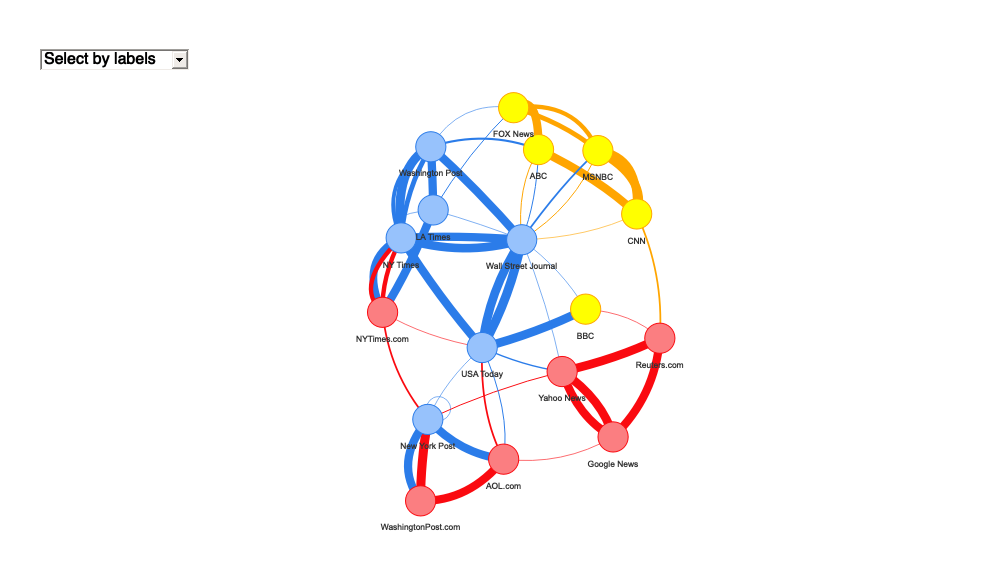 Select by labels
FOX News
Washington Post
ABC
MSNBC
LA Times
CNN
NY Times
Wall Street Journal
NYTimes.com
BBC
USA Today
Reuters.com
Yahoo News
New York Post
Google News
AOL.com
WashingtonPost.com